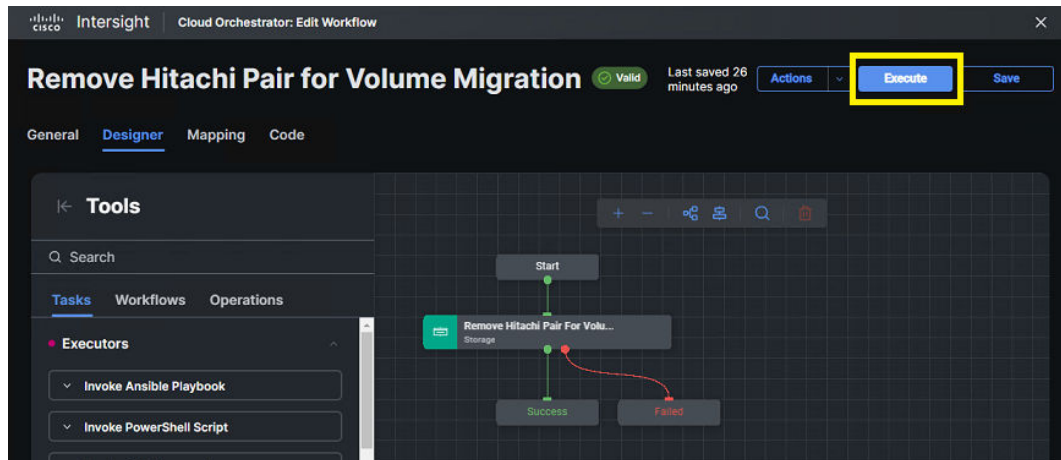 cisco Intersight Cloud Orchestrator: Edit Workflow
Remove Hitachi Pair for Volume Migration Valid Last saved 26 minutes ago Actions Execute Save
General Designer Mapping Code
Tools
Search
Tasks Workflows Operations
Executors
Invoke Ansible Playbook
Invoke PowerShell Script
Start
Remove Hitachi Pair For Volu...
Storage
Success Failed